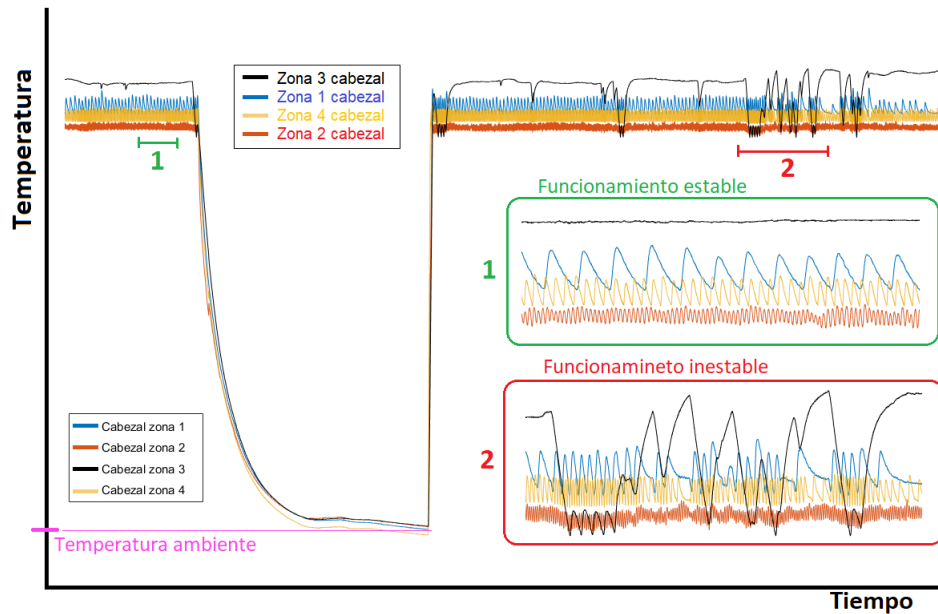 Temperatura
Zona 3 cabezal
Zona 1 cabezal
Zona 4 cabezal
Zona 2 cabezal
1
2
Funcionamiento estable
1
Funcionamineto inestable
2
Cabezal zona 1
Cabezal zona 2
Cabezal zona 3
Cabezal zona 4
Temperatura ambiente
Tiempo